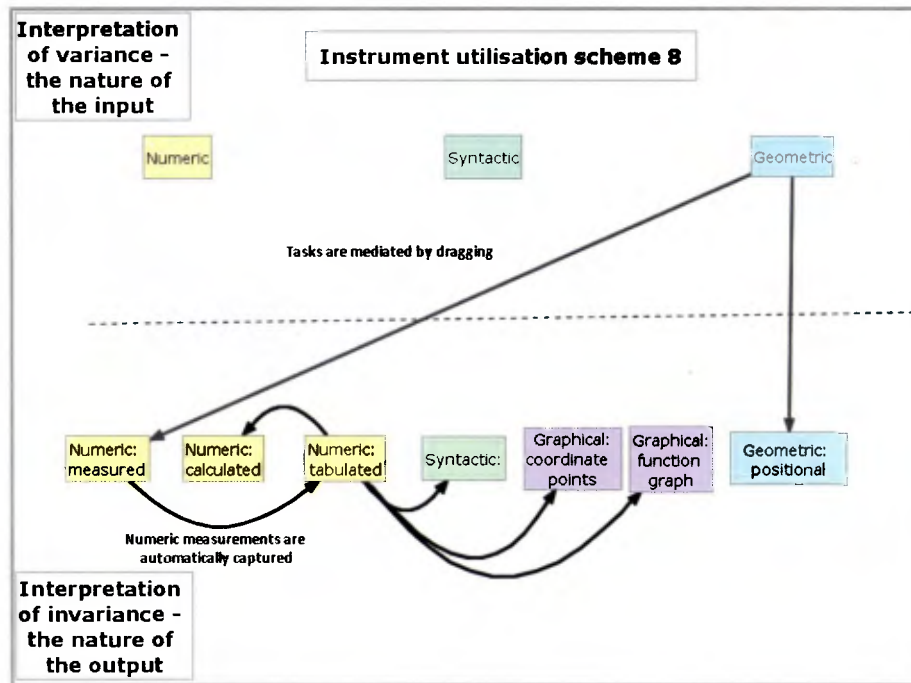 Interpretation
of variance -
the nature of
the input
Instrument utilisation scheme 8
Numeric
Syntactic
Geometric
Tasks are mediated by dragging
Numeric:
measured
Numeric:
calculated
Numeric:
tabulated
Syntactic:
Graphical:
coordinate
points
Graphical:
function
graph
Geometric:
positional
Numeric measurements are
automatically captured
Interpretation
of invariance -
the nature of
the output